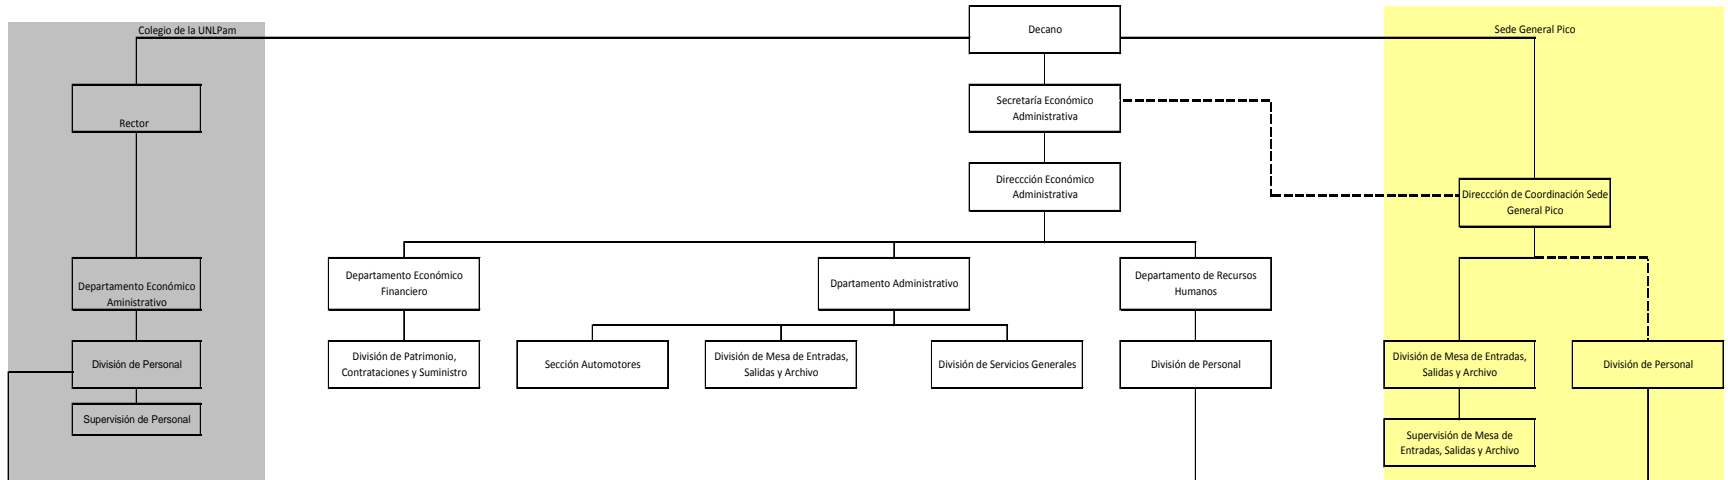 Colegio de la UNLPam
Decano
Sede General Pico
Rector
Secretaría Económico
Administrativa
Direccción Económico
Administrativa
Direccción de Coordinación Sede
General Pico
Departamento Económico
Aministrativo
Departamento Económico
Financiero
Dpartamento Administrativo
Departamento de Recursos
Humanos
División de Personal
División de Patrimonio,
Contrataciones y Suministro
Sección Automotores
División de Mesa de Entradas,
Salidas y Archivo
División de Servicios Generales
División de Personal
División de Mesa de Entradas,
Salidas y Archivo
División de Personal
Supervisión de Personal
Supervisión de Mesa de
Entradas, Salidas y Archivo